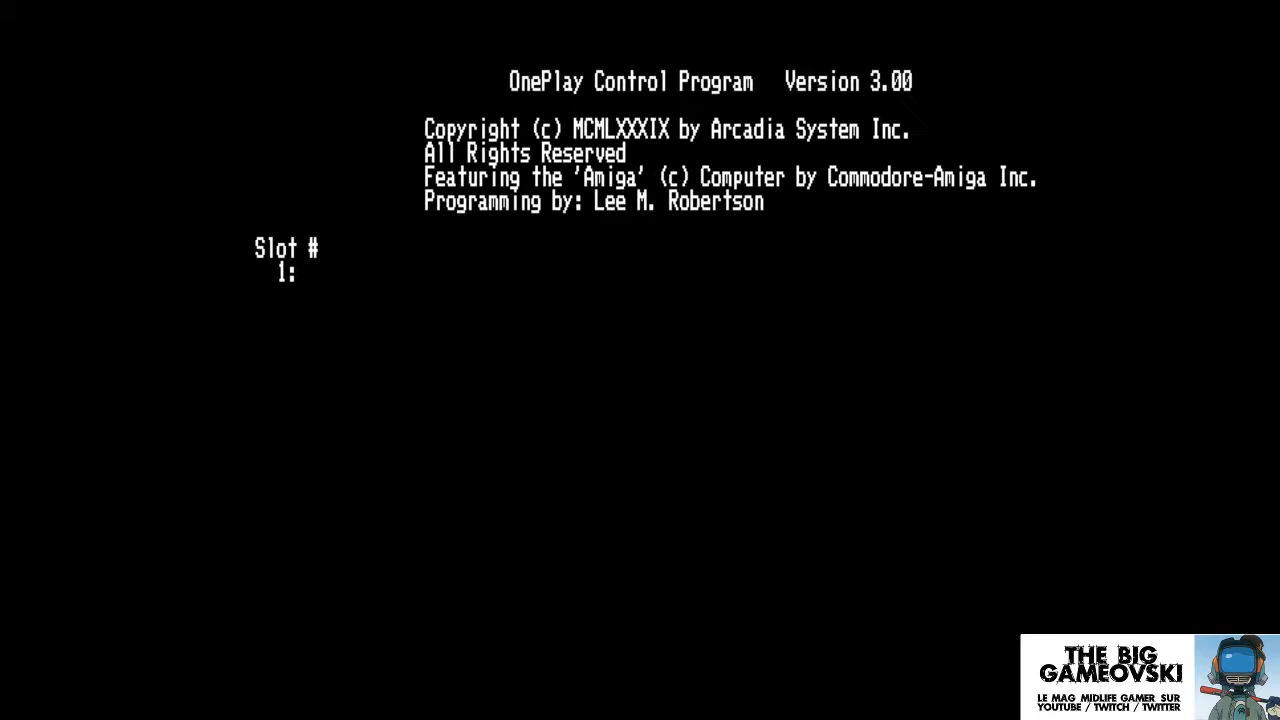 OnePlay Control Program Version 3.00
Copyright (c) MCMLXXXIX by Arcadia System Inc.
All Rights Reserved
Featuring the 'Amiga' (c) Computer by Commodore-Amiga Inc.
Programming by: Lee M. Robertson
Slot #
1:
THE BIG
GAMEOVSKI
LE MAG MIDLIFE GAMER SUR
YOUTUBE / TWITCH / TWITTER